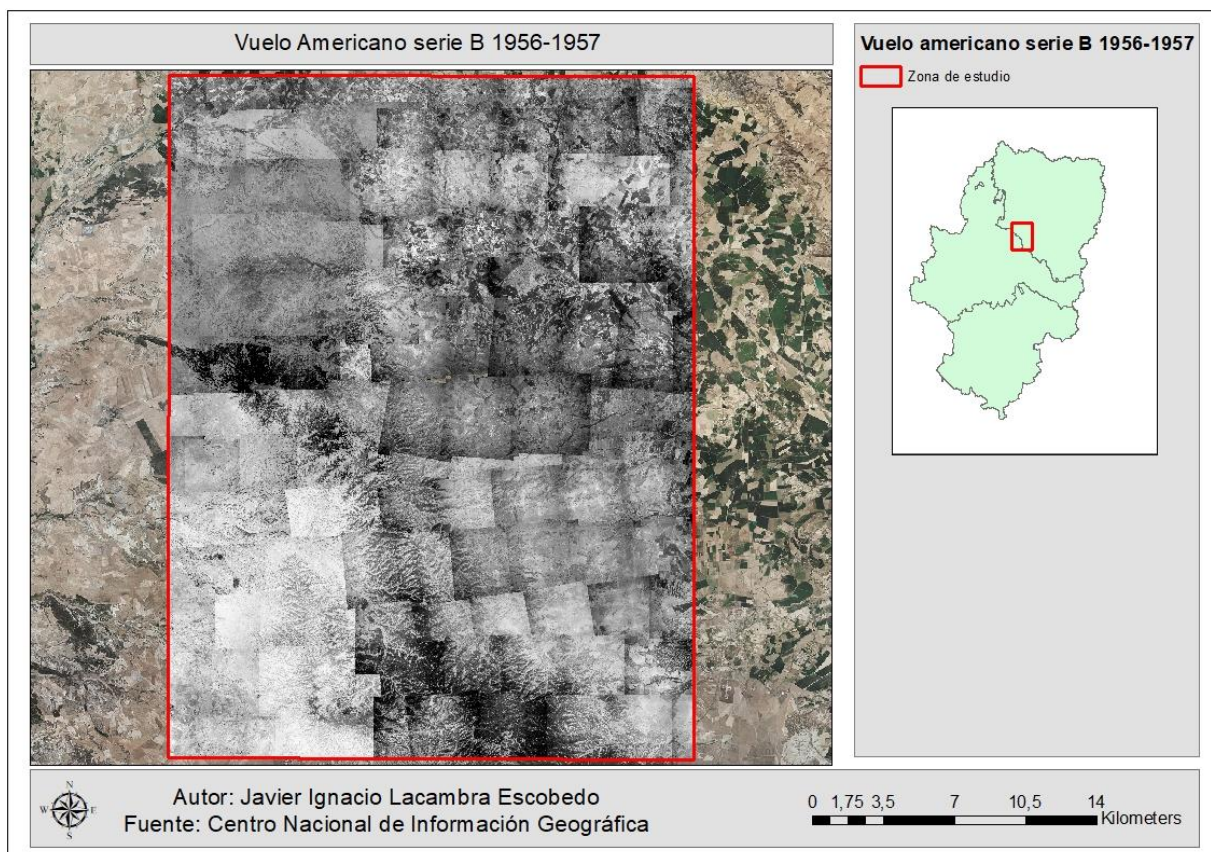 Vuelo Americano serie B 1956-1957
Vuelo americano serie B 1956-1957
Zona de estudio
N
W E
S
Autor: Javier Ignacio Lacambra Escobedo
Fuente: Centro Nacional de Información Geográfica
0 1,75 3,5 7 10,5 14
Kilometers